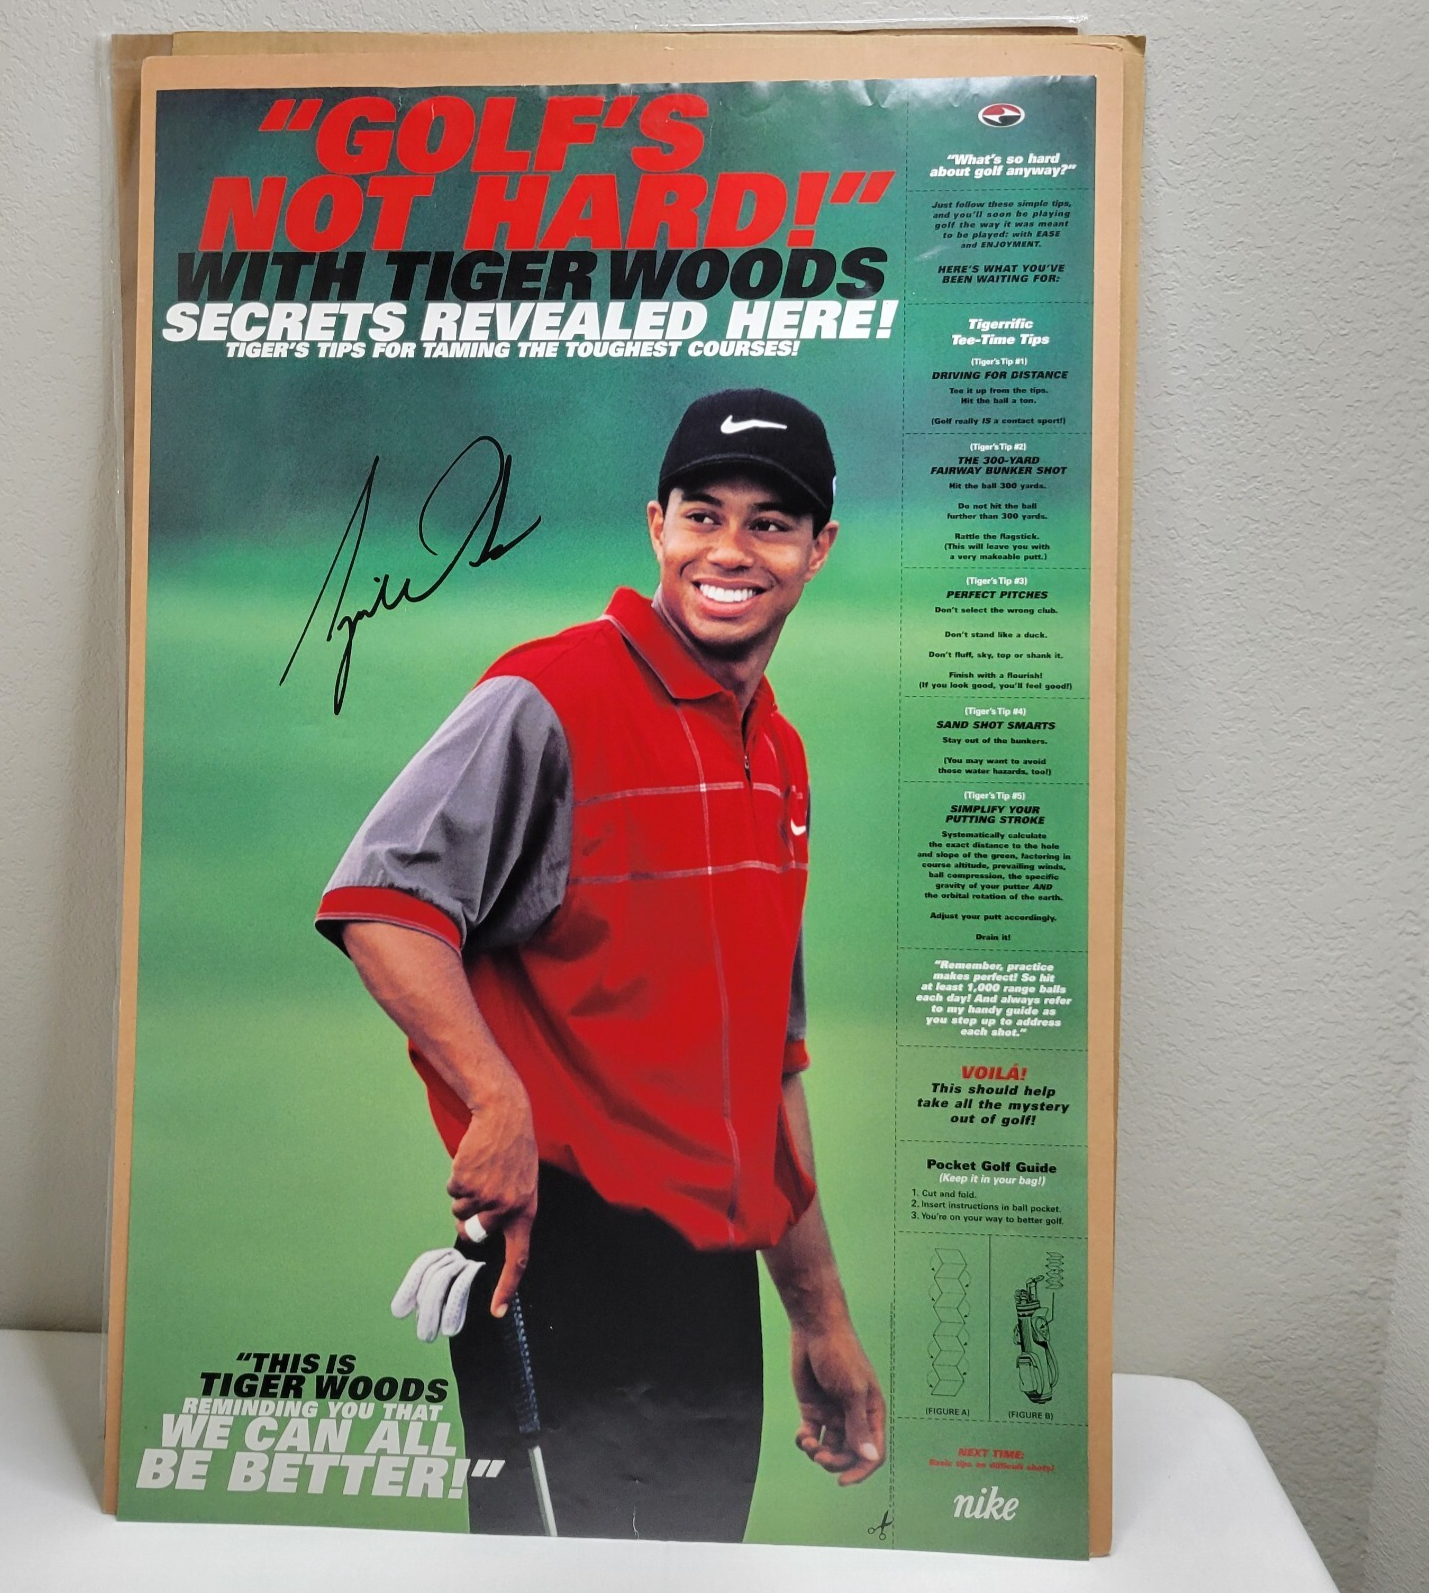 “GOLF’S
NOT HARD!”
WITH TIGER WOODS
SECRETS REVEALED HERE!
TIGER’S TIPS FOR TAMING THE TOUGHEST COURSES!
“THIS IS
TIGER WOODS
REMINDING YOU THAT
WE CAN ALL
BE BETTER!”
“What’s so hard
about golf anyway?”
Just follow these simple tips,
and you’ll soon be playing
golf the way it was meant
to be played: with EASE
and ENJOYMENT.
HERE’S WHAT YOU’VE
BEEN WAITING FOR:
Tigerrific
Tee-Time Tips
(Tiger’s Tip #1)
DRIVING FOR DISTANCE
Tee it up from the tips.
Hit the ball a ton.
(Golf really IS a contact sport!)
(Tiger’s Tip #2)
THE 300-YARD
FAIRWAY BUNKER SHOT
Hit the ball 300 yards.
Do not hit the ball
further than 300 yards.
Rattle the flagstick.
(This will leave you with
a very makeable putt.)
(Tiger’s Tip #3)
PERFECT PITCHES
Don’t select the wrong club.
Don’t stand like a duck.
Don’t fluff, sky, top or shank it.
Finish with a flourish!
(If you look good, you’ll feel good!)
(Tiger’s Tip #4)
SAND SHOT SMARTS
Stay out of the bunkers.
(You may want to avoid
those water hazards, too!)
(Tiger’s Tip #5)
SIMPLIFY YOUR
PUTTING STROKE
Systematically calculate
the exact distance to the hole
and slope of the green, factoring in
course altitude, prevailing winds,
ball compression, the specific
gravity of your putter AND
the orbital rotation of the earth.
Adjust your putt accordingly.
Drain it!
“Remember, practice
makes perfect! So hit
at least 1,000 range balls
each day! And always refer
to my handy guide as
you step up to address
each shot.”
VOILÁ!
This should help
take all the mystery
out of golf!
Pocket Golf Guide
(Keep it in your bag!)
1. Cut and fold.
2. Insert instructions in ball pocket.
3. You’re on your way to better golf.
(FIGURE A)
(FIGURE B)
NEXT TIME:
Basic tips on difficult shots!
nike